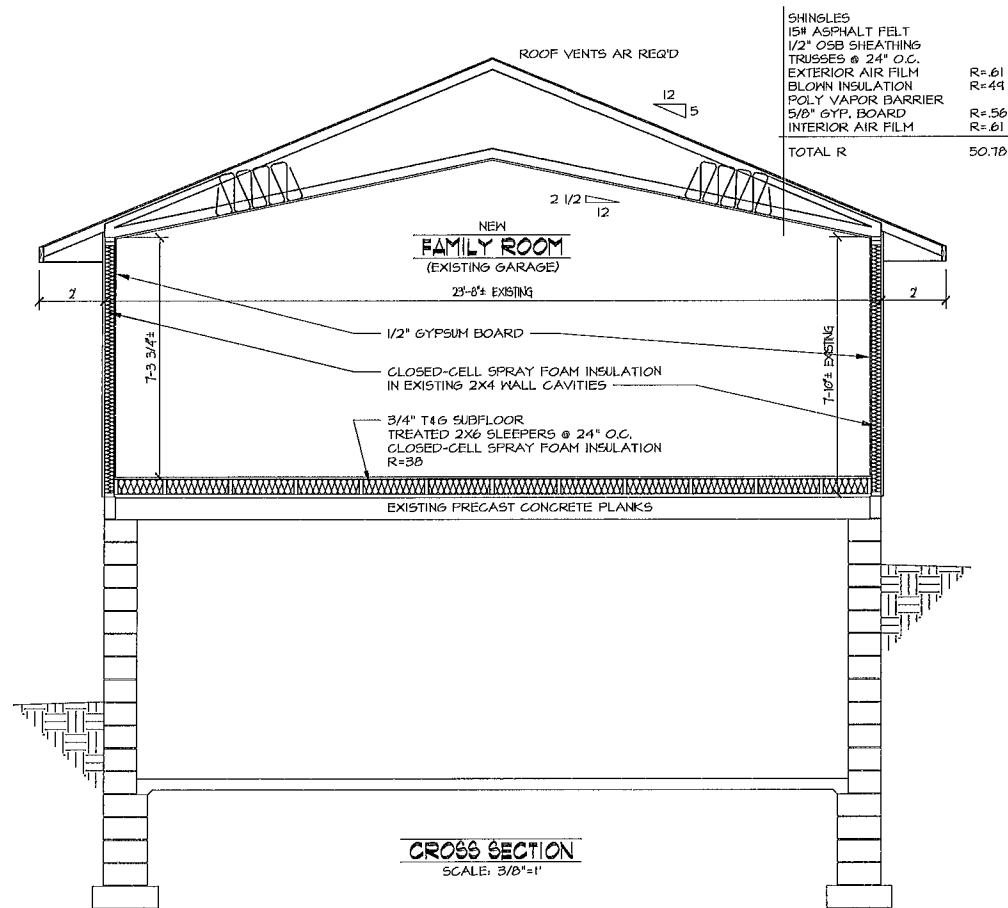 SHINGLES
15# ASPHALT FELT
1/2" OSB SHEATHING
TRUSSES @ 24" O.C.
EXTERIOR AIR FILM R=.61
BLOWN INSULATION R=49
POLY VAPOR BARRIER
5/8" GYP. BOARD R=.56
INTERIOR AIR FILM R=.61
TOTAL R 50.78
ROOF VENTS AR REQ'D
12
5
2 1/2
12
NEW
FAMILY ROOM
(EXISTING GARAGE)
2'
23'-8"± EXISTING
2'
7'-3 3/4"±
7'-10"± EXISTING
1/2" GYPSUM BOARD
CLOSED-CELL SPRAY FOAM INSULATION
IN EXISTING 2X4 WALL CAVITIES
3/4" T&G SUBFLOOR
TREATED 2X6 SLEEPERS @ 24" O.C.
CLOSED-CELL SPRAY FOAM INSULATION
R=38
EXISTING PRECAST CONCRETE PLANKS
CROSS SECTION
SCALE: 3/8"=1'